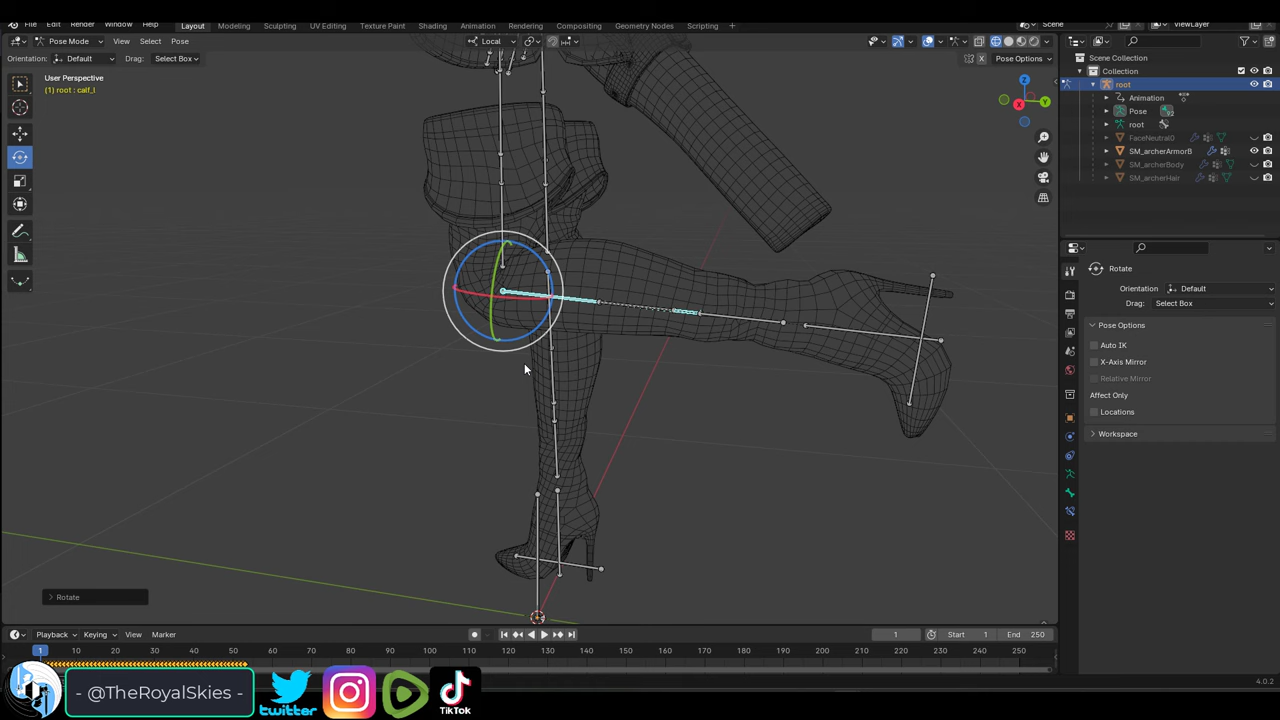 File Edit Render Window Help Layout Modeling Sculpting UV Editing Texture Paint Shading Animation Rendering Compositing Geometry Nodes Scripting + Scene ViewLayer
Pose Mode View Select Pose Local
Orientation: Default Drag: Select Box X Pose Options
User Perspective
(1) root : calf_l
Z
Y
X
Scene Collection
Collection
root
Animation
Pose 92
root
FaceNeutral0
SM_archerArmorB
SM_archerBody
SM_archerHair
Rotate
Orientation Default
Drag: Select Box
Pose Options
Auto IK
X-Axis Mirror
Relative Mirror
Affect Only
Locations
Workspace
Rotate
Playback Keying View Marker 1 Start 1 End 250
1 10 20 30 40 50 60 70 80 90 100 110 120 130 140 150 160 170 180 190 200 210 220 230 240 250
4.0.2
- @TheRoyalSkies -
twitter
TikTok